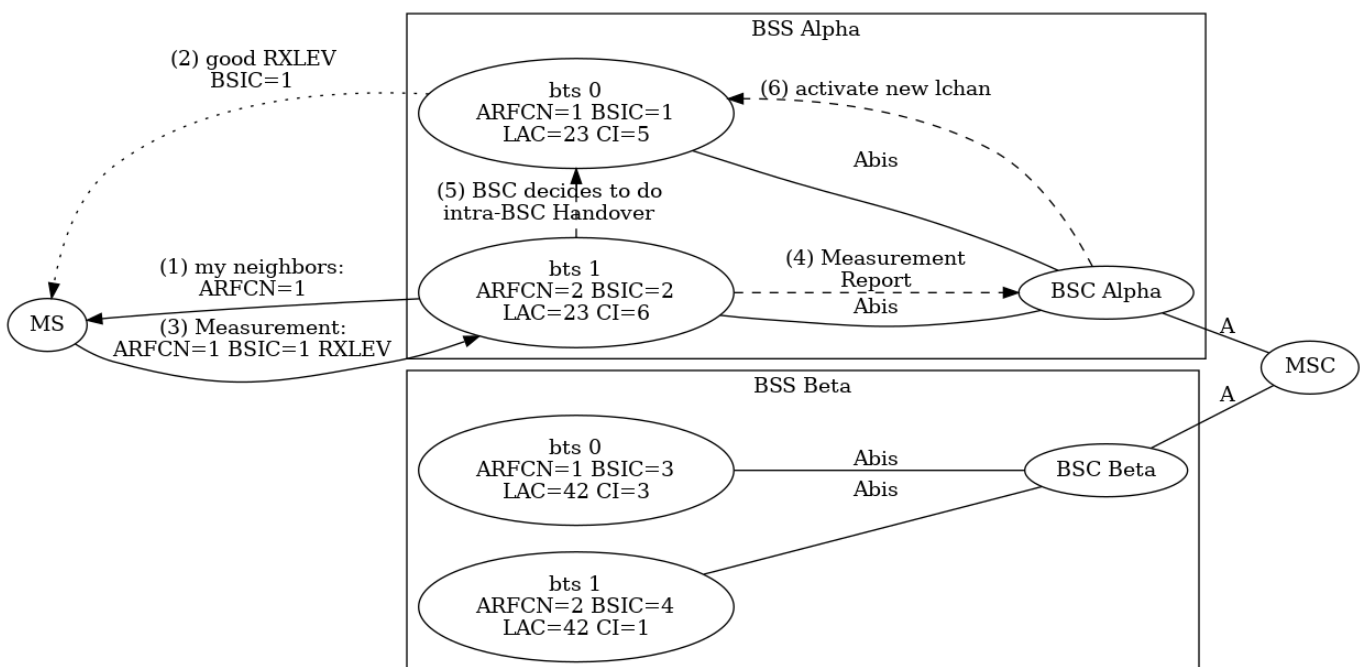 BSS Alpha
(2) good RXLEV
BSIC=1
bts 0
ARFCN=1 BSIC=1
LAC=23 CI=5
(6) activate new lchan
Abis
(5) BSC decides to do
intra-BSC Handover
(1) my neighbors:
ARFCN=1
bts 1
ARFCN=2 BSIC=2
LAC=23 CI=6
(4) Measurement
Report
Abis
BSC Alpha
MS
(3) Measurement:
ARFCN=1 BSIC=1 RXLEV
A
MSC
BSS Beta
A
bts 0
ARFCN=1 BSIC=3
LAC=42 CI=3
Abis
Abis
BSC Beta
bts 1
ARFCN=2 BSIC=4
LAC=42 CI=1